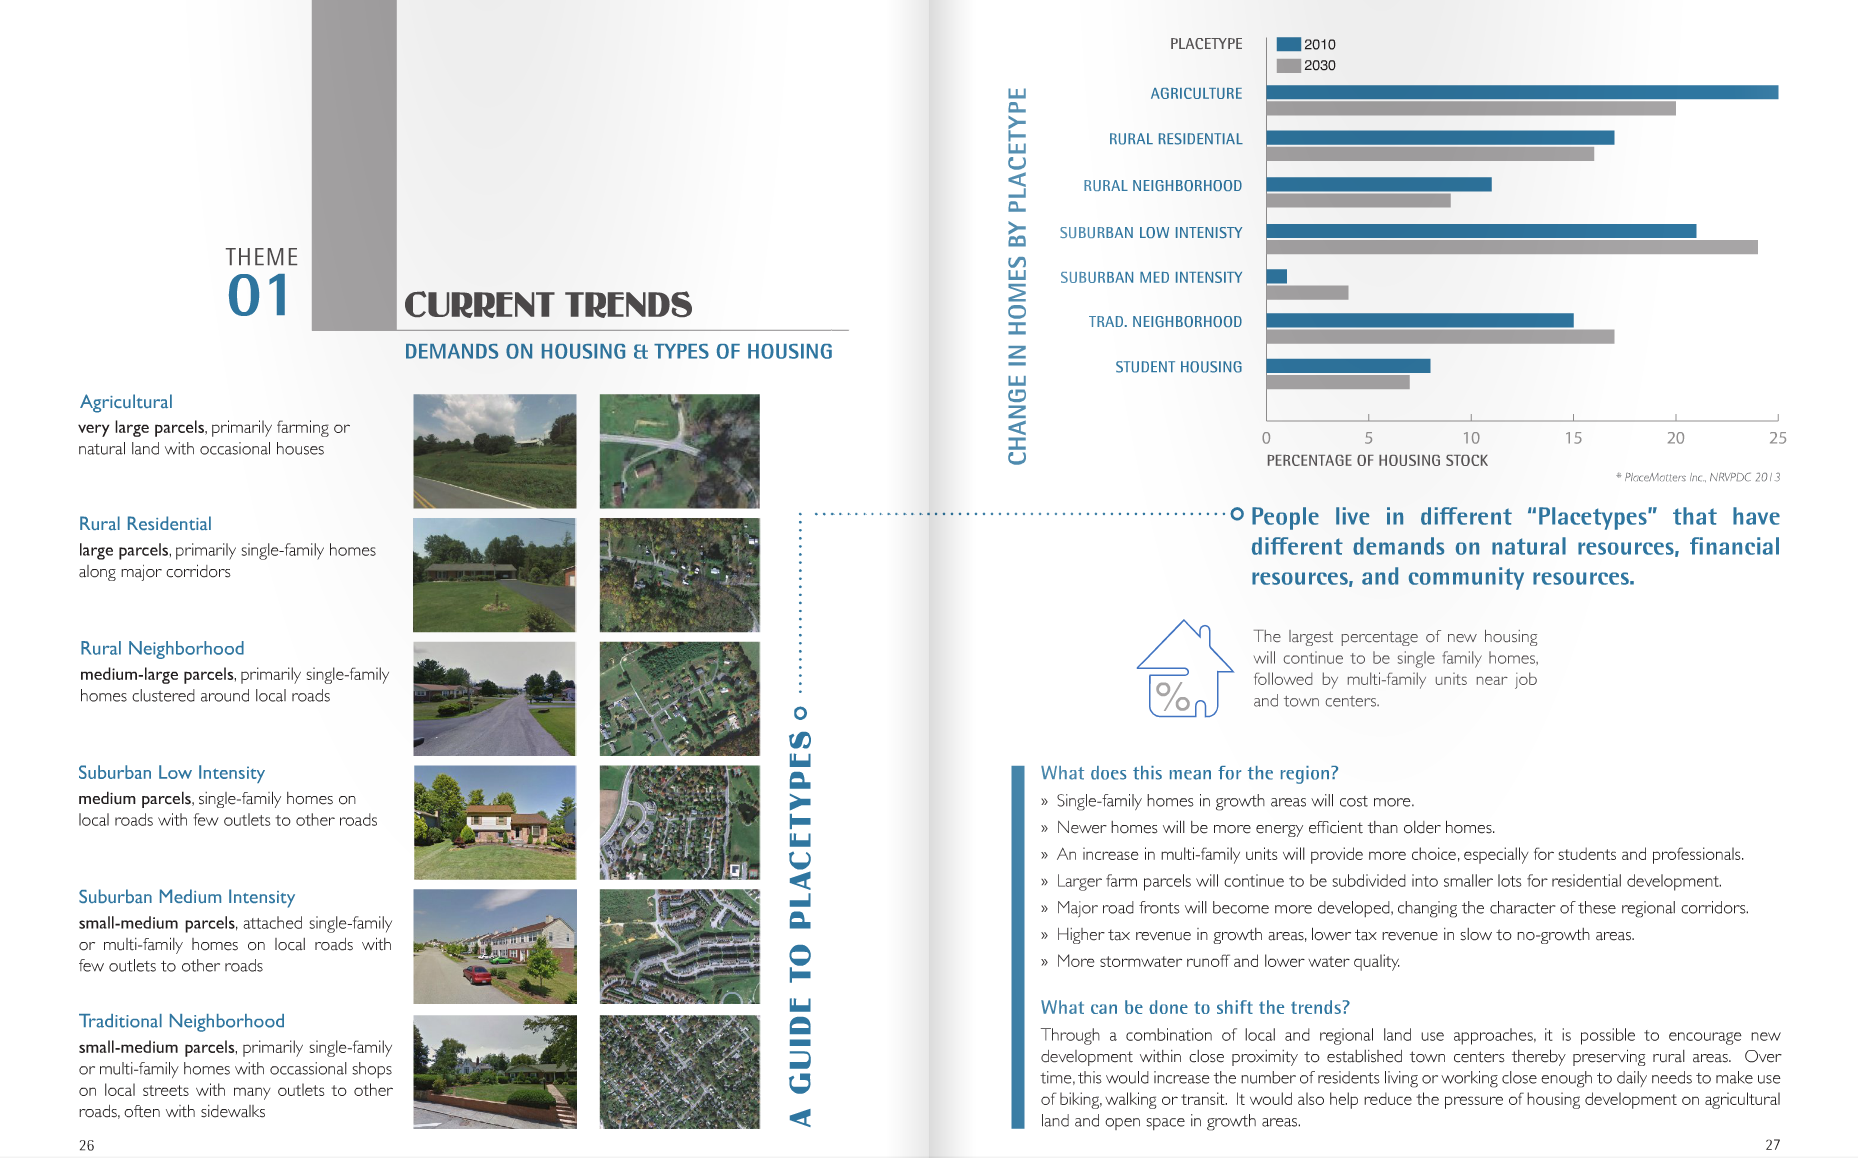 THEME
01
CURRENT TRENDS
DEMANDS ON HOUSING & TYPES OF HOUSING
Agricultural
very large parcels, primarily farming or
natural land with occasional houses
Rural Residential
large parcels, primarily single-family homes
along major corridors
Rural Neighborhood
medium-large parcels, primarily single-family
homes clustered around local roads
Suburban Low Intensity
medium parcels, single-family homes on
local roads with few outlets to other roads
Suburban Medium Intensity
small-medium parcels, attached single-family
or multi-family homes on local roads with
few outlets to other roads
Traditional Neighborhood
small-medium parcels, primarily single-family
or multi-family homes with occassional shops
on local streets with many outlets to other
roads, often with sidewalks
A GUIDE TO PLACETYPES
26
CHANGE IN HOMES BY PLACETYPE
PLACETYPE
2010
2030
AGRICULTURE
RURAL RESIDENTIAL
RURAL NEIGHBORHOOD
SUBURBAN LOW INTENISTY
SUBURBAN MED INTENSITY
TRAD. NEIGHBORHOOD
STUDENT HOUSING
0 5 10 15 20 25
PERCENTAGE OF HOUSING STOCK
* PlaceMatters Inc., NRVPDC 2013
People live in different “Placetypes” that have
different demands on natural resources, financial
resources, and community resources.
%
The largest percentage of new housing
will continue to be single family homes,
followed by multi-family units near job
and town centers.
What does this mean for the region?
» Single-family homes in growth areas will cost more.
» Newer homes will be more energy efficient than older homes.
» An increase in multi-family units will provide more choice, especially for students and professionals.
» Larger farm parcels will continue to be subdivided into smaller lots for residential development.
» Major road fronts will become more developed, changing the character of these regional corridors.
» Higher tax revenue in growth areas, lower tax revenue in slow to no-growth areas.
» More stormwater runoff and lower water quality.
What can be done to shift the trends?
Through a combination of local and regional land use approaches, it is possible to encourage new
development within close proximity to established town centers thereby preserving rural areas. Over
time, this would increase the number of residents living or working close enough to daily needs to make use
of biking, walking or transit. It would also help reduce the pressure of housing development on agricultural
land and open space in growth areas.
27